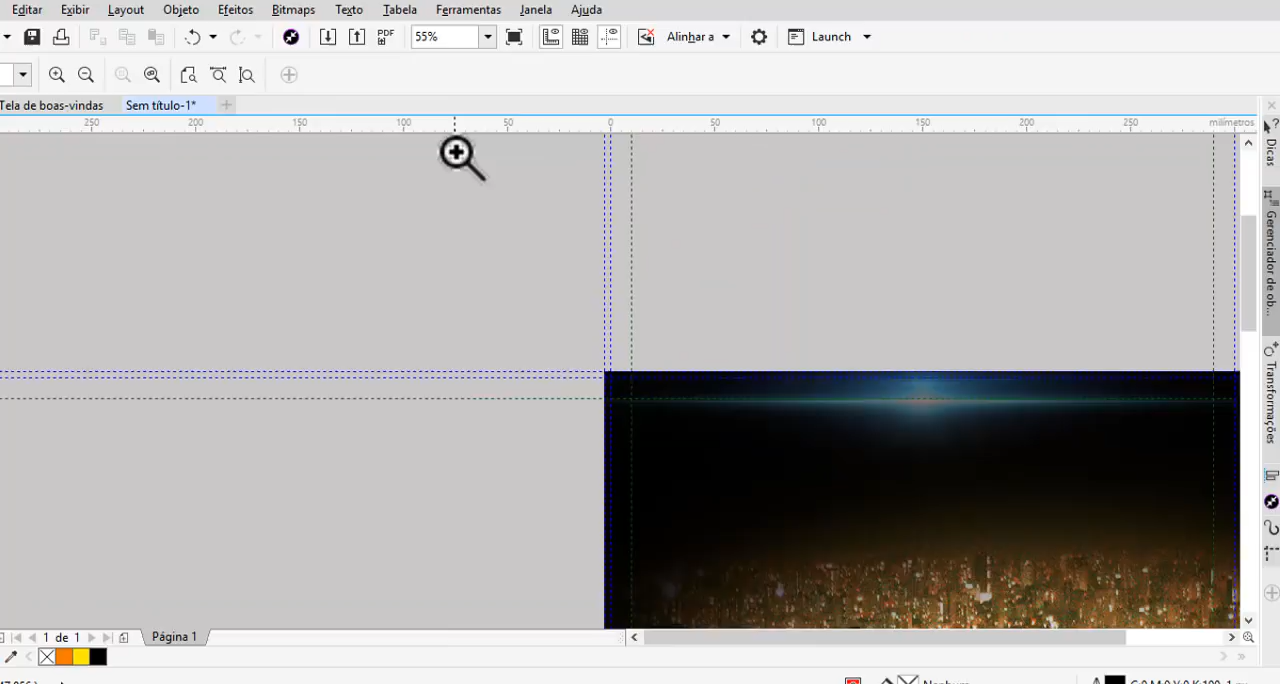 Editar Exibir Layout Objeto Efeitos Bitmaps Texto Tabela Ferramentas Janela Ajuda
PDF 55% Alinhar a Launch
Tela de boas-vindas Sem título-1*
250 200 150 100 50 0 50 100 150 200 250 milímetros
Dicas
Gerenciador de ob...
Transformações
1 de 1 Página 1